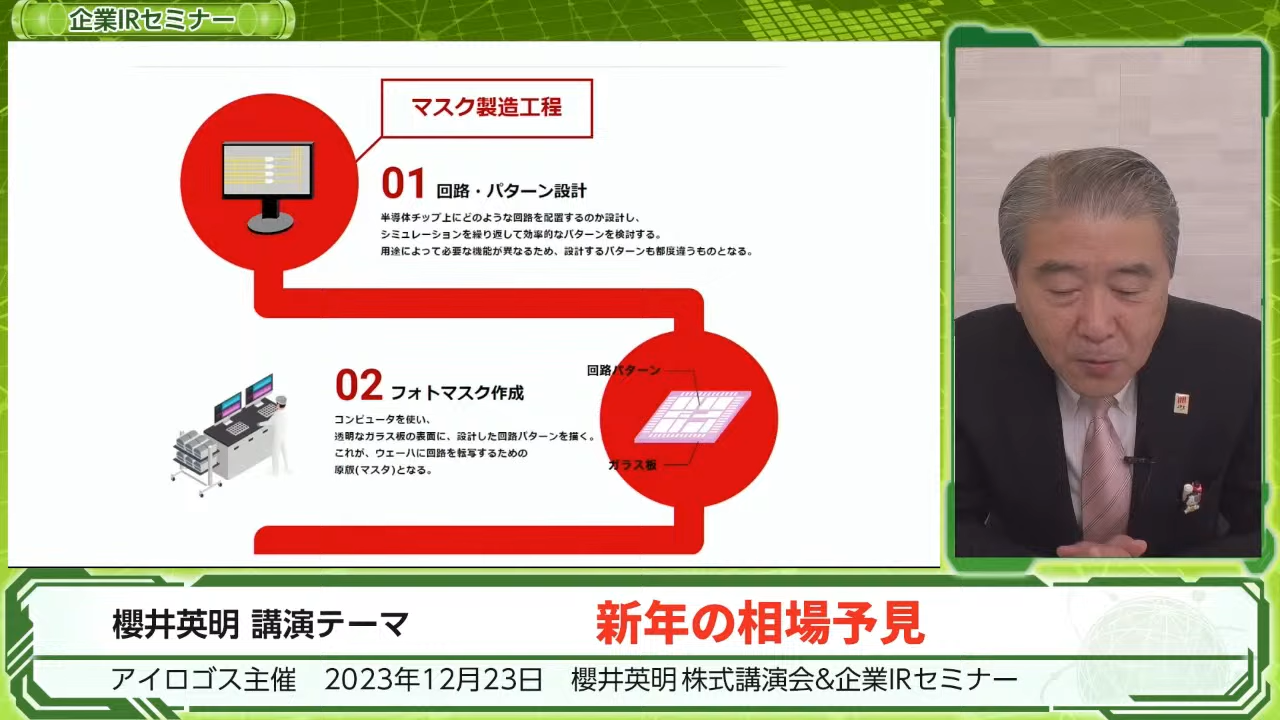 企業IRセミナー
マスク製造工程
01 回路・パターン設計
半導体チップ上にどのような回路を配置するのか設計し、
シミュレーションを繰り返して効率的なパターンを検討する。
用途によって必要な機能が異なるため、設計するパターンも都度違うものとなる。
02 フォトマスク作成
コンピュータを使い、
透明なガラス板の表面に、設計した回路パターンを描く。
これが、ウェーハに回路を転写するための
原版(マスタ)となる。
回路パターン
ガラス板
櫻井英明 講演テーマ 新年の相場予見
アイロゴス主催 2023年12月23日 櫻井英明 株式講演会&企業IRセミナー